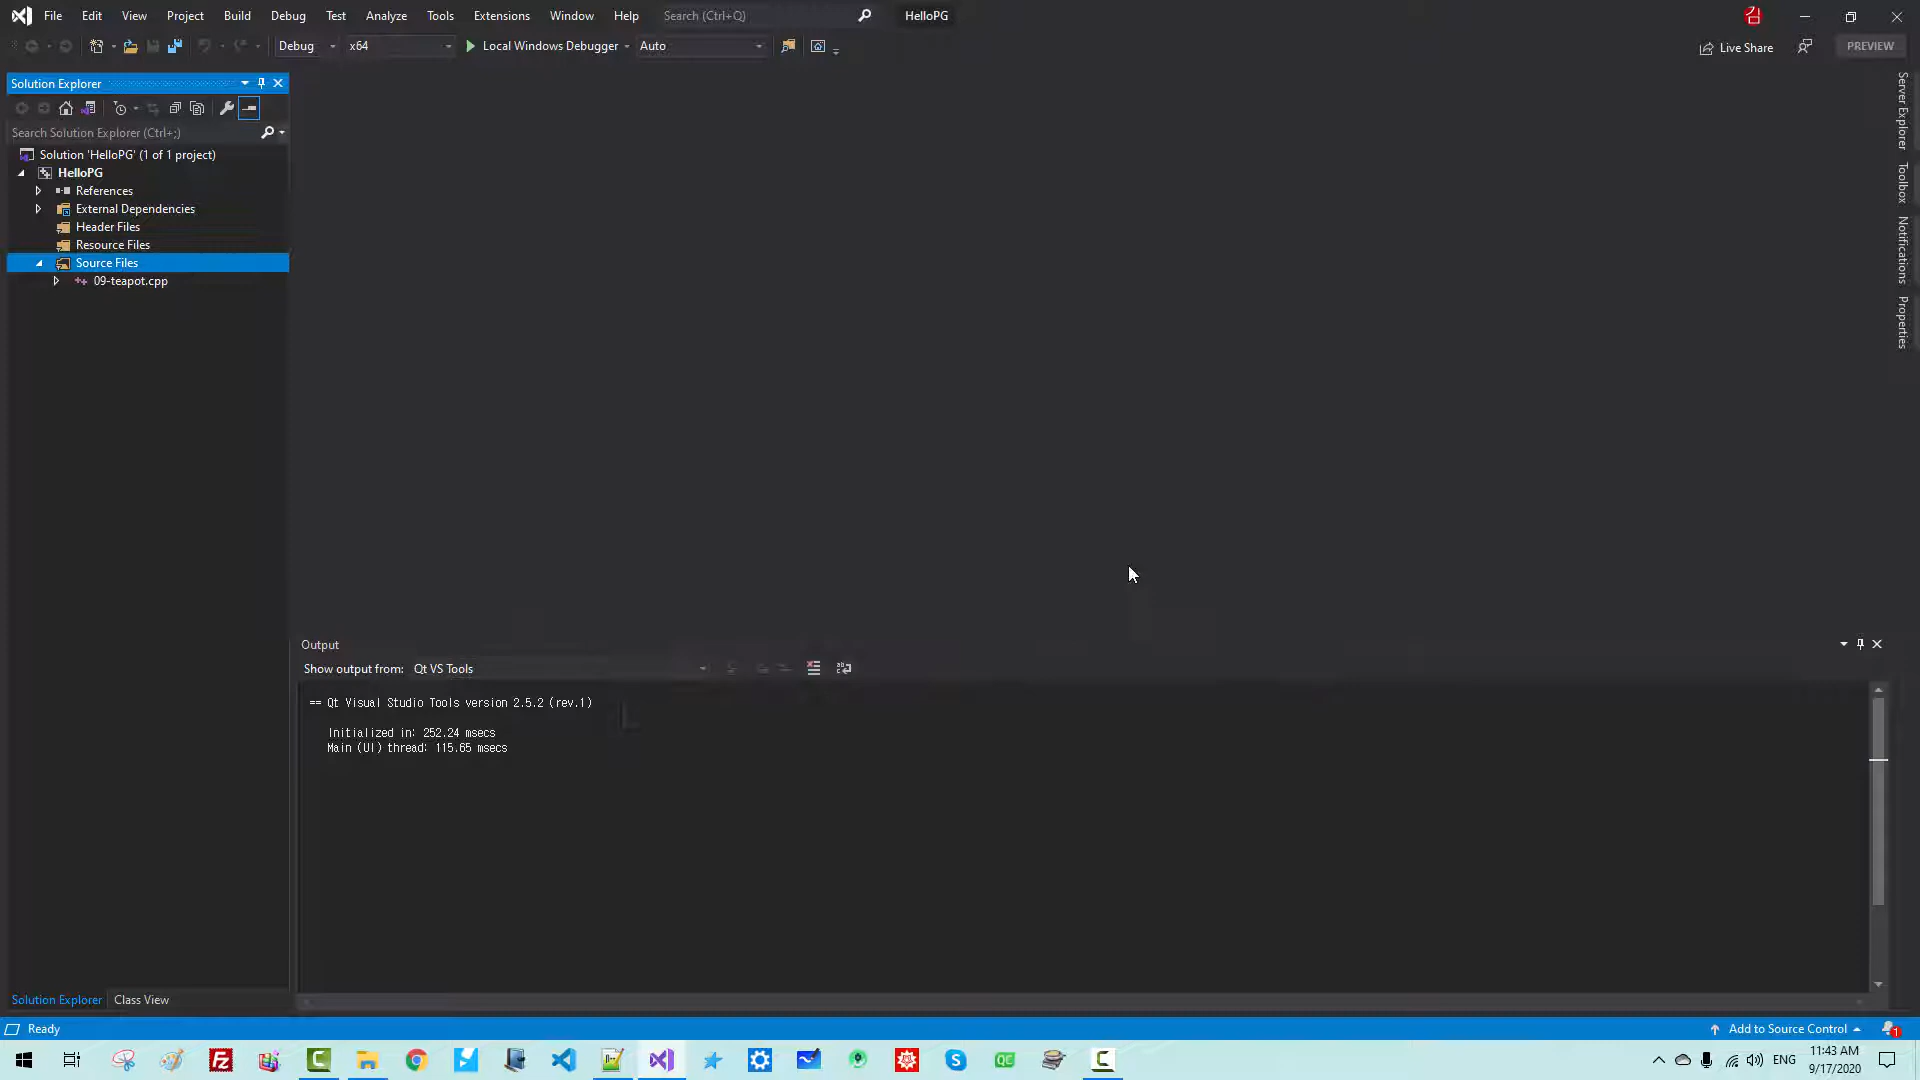 File Edit View Project Build Debug Test Analyze Tools Extensions Window Help Search (Ctrl+Q) HelloPG
Debug x64 Local Windows Debugger Auto Live Share PREVIEW
Solution Explorer
Search Solution Explorer (Ctrl+;)
Solution 'HelloPG' (1 of 1 project)
HelloPG
References
External Dependencies
Header Files
Resource Files
Source Files
09-teapot.cpp
Server Explorer
Toolbox
Notifications
Properties
Output
Show output from: Qt VS Tools
== Qt Visual Studio Tools version 2.5.2 (rev.1)
Initialized in: 252.24 msecs
Main (UI) thread: 115.65 msecs
Solution Explorer Class View
Ready Add to Source Control 1
ENG 11:43 AM
9/17/2020